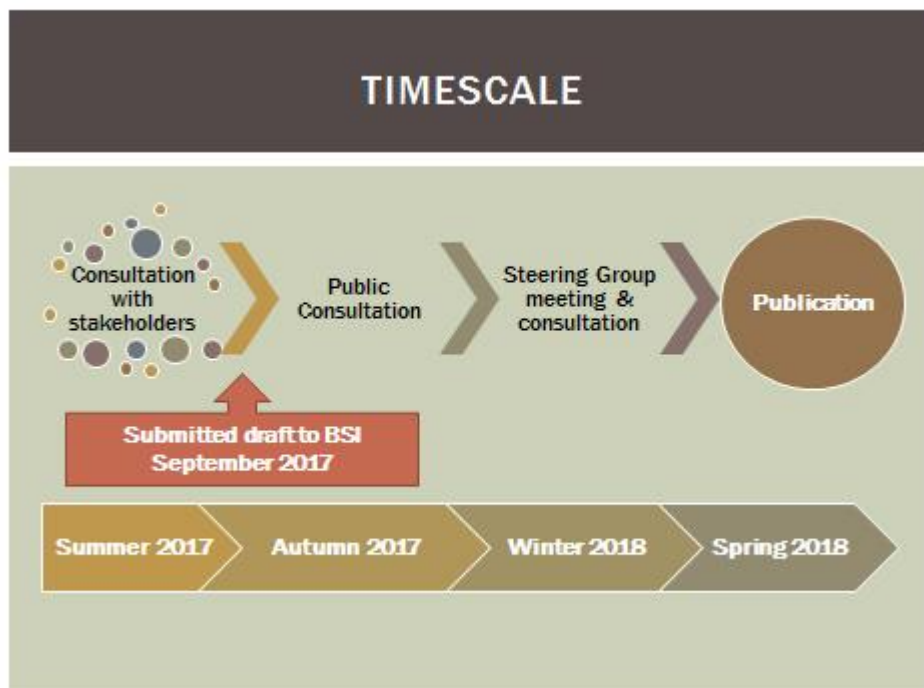 TIMESCALE
Consultation
with
stakeholders
Public
Consultation
Steering Group
meeting &
consultation
Publication
Submitted draft to BSI
September 2017
Summer 2017
Autumn 2017
Winter 2018
Spring 2018